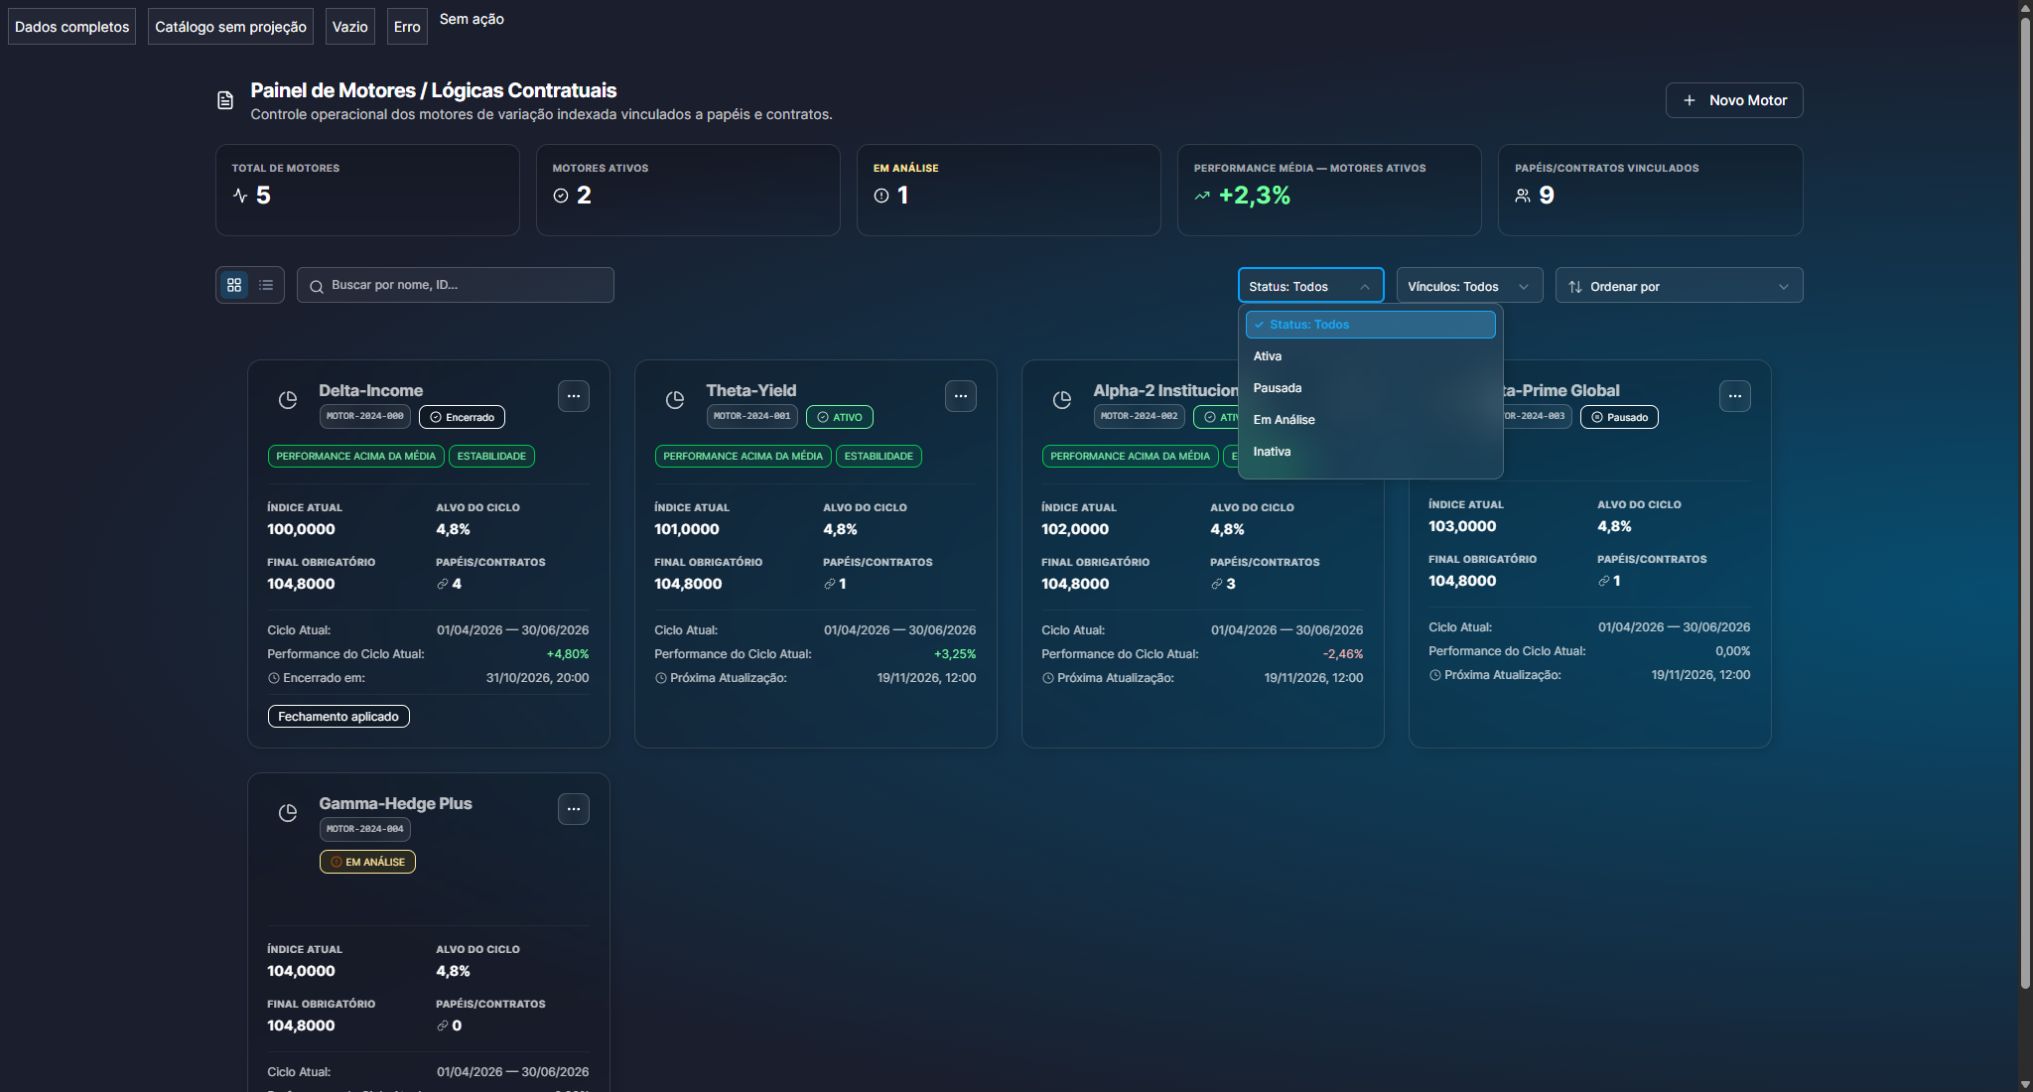 Dados completos
Catálogo sem projeção
Vazio
Erro
Sem ação
Painel de Motores / Lógicas Contratuais
Controle operacional dos motores de variação indexada vinculados a papéis e contratos.
Novo Motor
TOTAL DE MOTORES
5
MOTORES ATIVOS
2
EM ANÁLISE
1
PERFORMANCE MÉDIA — MOTORES ATIVOS
+2,3%
PAPÉIS/CONTRATOS VINCULADOS
9
Buscar por nome, ID...
Status: Todos
Vínculos: Todos
Ordenar por
Status: Todos
Ativa
Pausada
Em Análise
Inativa
Delta-Income
MOTOR-2024-000
Encerrado
PERFORMANCE ACIMA DA MÉDIA
ESTABILIDADE
ÍNDICE ATUAL
ALVO DO CICLO
100,0000
4,8%
FINAL OBRIGATÓRIO
PAPÉIS/CONTRATOS
104,8000
4
Ciclo Atual:
01/04/2026 — 30/06/2026
Performance do Ciclo Atual:
+4,80%
Encerrado em:
31/10/2026, 20:00
Fechamento aplicado
Theta-Yield
MOTOR-2024-001
ATIVO
PERFORMANCE ACIMA DA MÉDIA
ESTABILIDADE
ÍNDICE ATUAL
ALVO DO CICLO
101,0000
4,8%
FINAL OBRIGATÓRIO
PAPÉIS/CONTRATOS
104,8000
1
Ciclo Atual:
01/04/2026 — 30/06/2026
Performance do Ciclo Atual:
+3,25%
Próxima Atualização:
19/11/2026, 12:00
Alpha-2 Institucion
MOTOR-2024-002
ATI
PERFORMANCE ACIMA DA MÉDIA
E
ÍNDICE ATUAL
ALVO DO CICLO
102,0000
4,8%
FINAL OBRIGATÓRIO
PAPÉIS/CONTRATOS
104,8000
3
Ciclo Atual:
01/04/2026 — 30/06/2026
Performance do Ciclo Atual:
-2,46%
Próxima Atualização:
19/11/2026, 12:00
ta-Prime Global
OR-2024-003
Pausado
ÍNDICE ATUAL
ALVO DO CICLO
103,0000
4,8%
FINAL OBRIGATÓRIO
PAPÉIS/CONTRATOS
104,8000
1
Ciclo Atual:
01/04/2026 — 30/06/2026
Performance do Ciclo Atual:
0,00%
Próxima Atualização:
19/11/2026, 12:00
Gamma-Hedge Plus
MOTOR-2024-004
EM ANÁLISE
ÍNDICE ATUAL
ALVO DO CICLO
104,0000
4,8%
FINAL OBRIGATÓRIO
PAPÉIS/CONTRATOS
104,8000
0
Ciclo Atual:
01/04/2026 — 30/06/2026